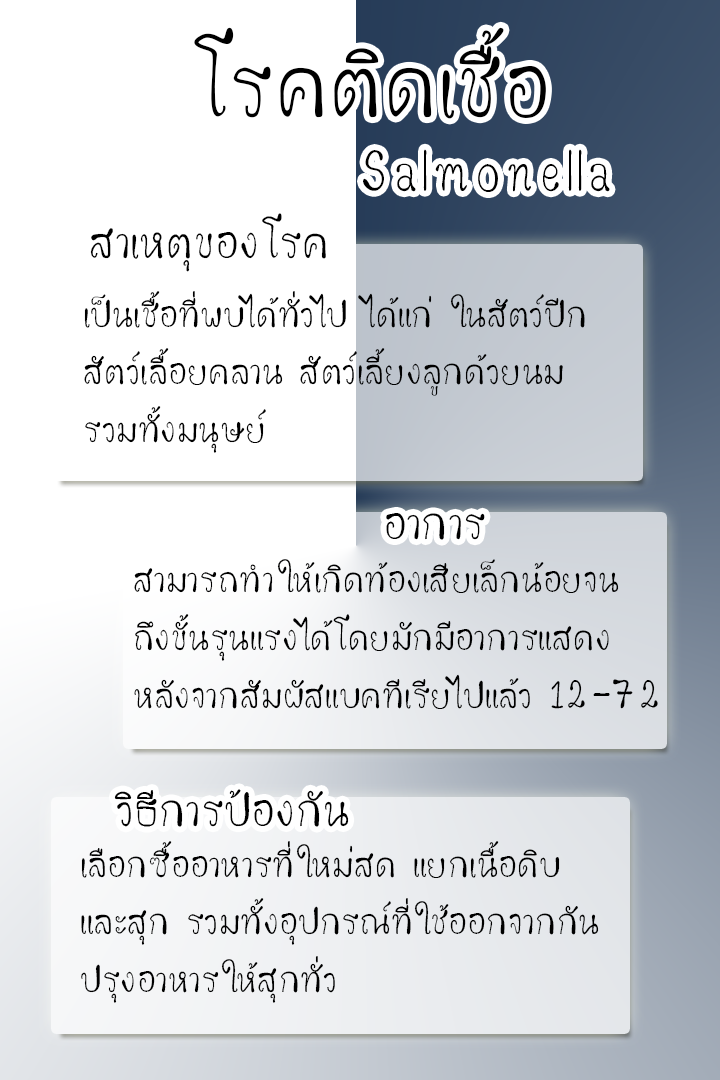 โรคติดเชื้อ
Salmonella
สาเหตุของโรค
เป็นเชื้อที่พบได้ทั่วไป ได้แก่ ในสัตว์ปีก
สัตว์เลื้อยคลาน สัตว์เลี้ยงลูกด้วยนม
รวมทั้งมนุษย์
อาการ
สามารถทำให้เกิดท้องเสียเล็กน้อยจน
ถึงขั้นรุนแรงได้โดยมักมีอาการแสดง
หลังจากสัมผัสแบคทีเรียไปแล้ว 12-72
วิธีการป้องกัน
เลือกซื้ออาหารที่ใหม่สด แยกเนื้อดิบ
และสุก รวมทั้งอุปกรณ์ที่ใช้ออกจากกัน
ปรุงอาหารให้สุกทั่ว